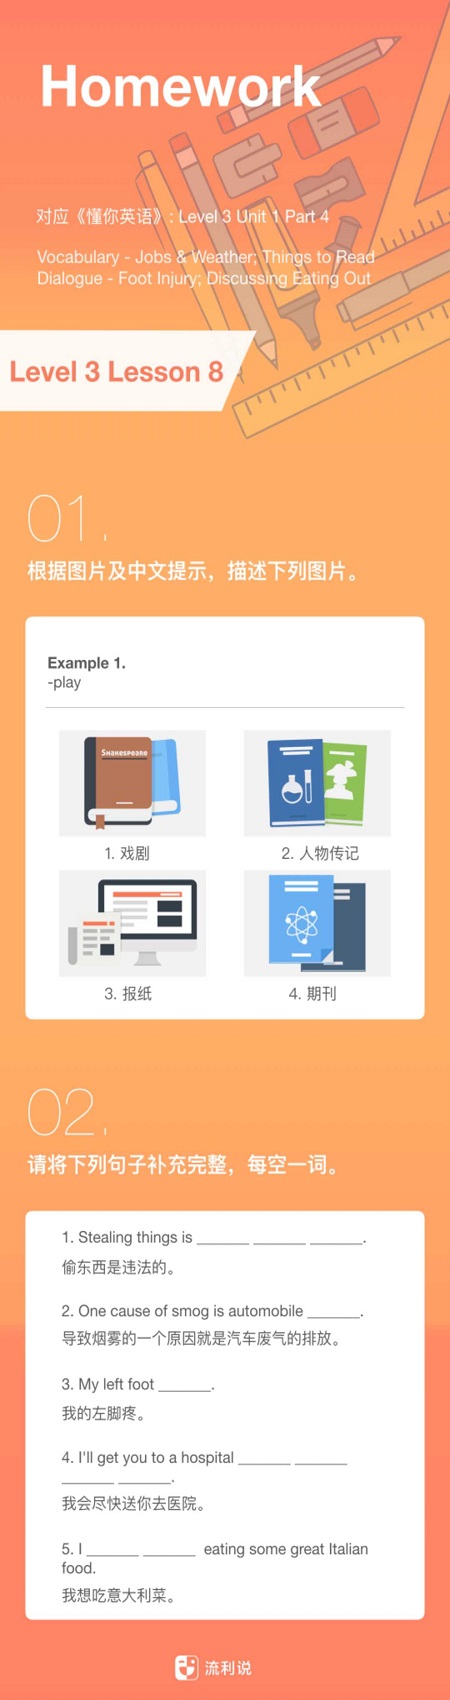 Homework
对应《懂你英语》: Level 3 Unit 1 Part 4
Vocabulary - Jobs & Weather; Things to Read
Dialogue - Foot Injury; Discussing Eating Out
Level 3 Lesson 8
01.
根据图片及中文提示，描述下列图片。
Example 1.
-play
Shakespeare
1. 戏剧
2. 人物传记
3. 报纸
4. 期刊
02.
请将下列句子补充完整，每空一词。
1. Stealing things is ______ ______ ______.
偷东西是违法的。
2. One cause of smog is automobile ______.
导致烟雾的一个原因就是汽车废气的排放。
3. My left foot ______.
我的左脚疼。
4. I'll get you to a hospital ______ ______
______ ______.
我会尽快送你去医院。
5. I ______ ______ eating some great Italian
food.
我想吃意大利菜。
流利说